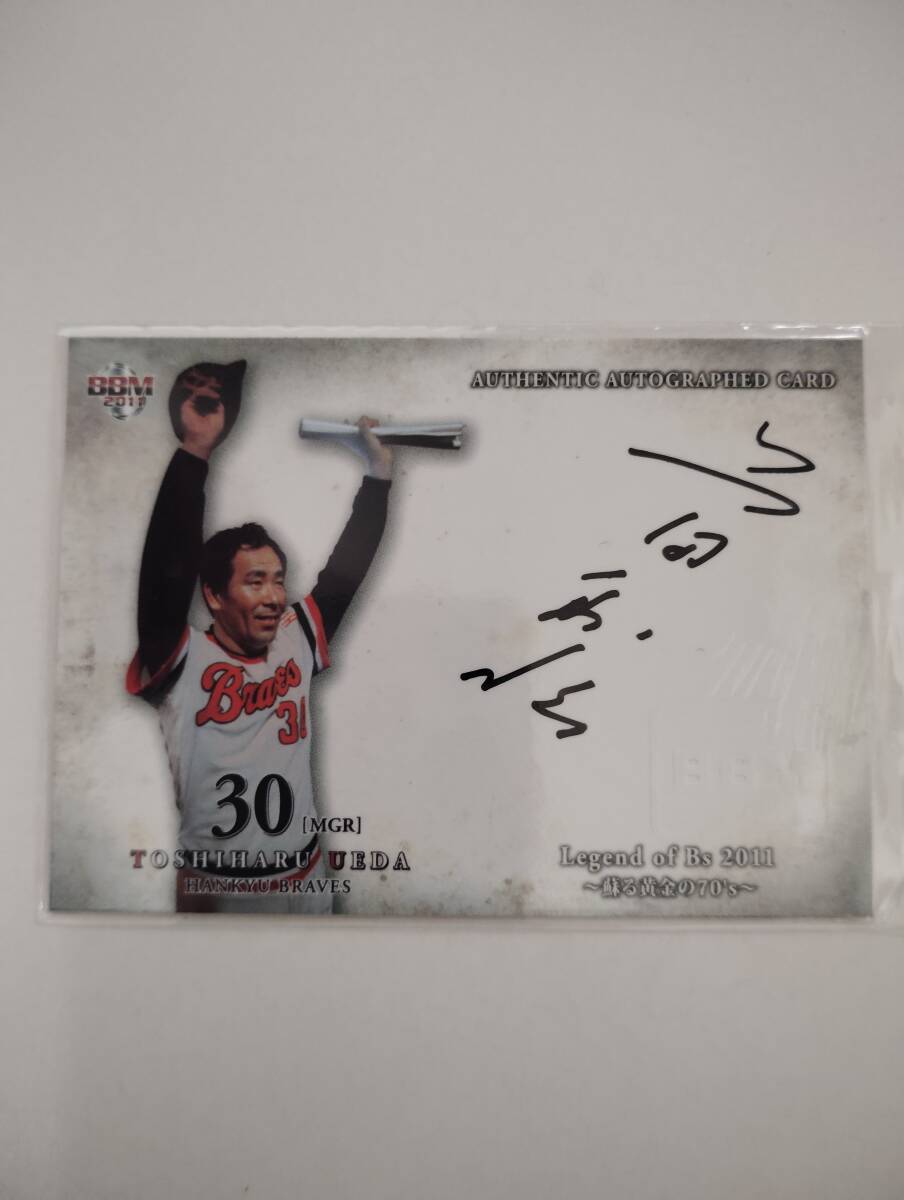 BBM
2011
AUTHENTIC AUTOGRAPHED CARD
Braves
30
[MGR]
TOSHIHARU UEDA
HANKYU BRAVES
Legend of Bs 2011
～蘇る黄金の70's～